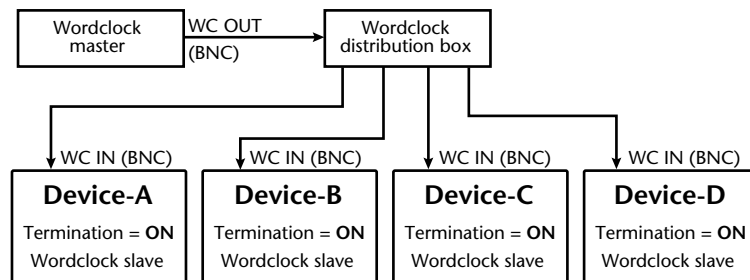 Wordclock
master
WC OUT
(BNC)
Wordclock
distribution box
WC IN (BNC)
WC IN (BNC)
WC IN (BNC)
WC IN (BNC)
Device-A
Termination = ON
Wordclock slave
Device-B
Termination = ON
Wordclock slave
Device-C
Termination = ON
Wordclock slave
Device-D
Termination = ON
Wordclock slave